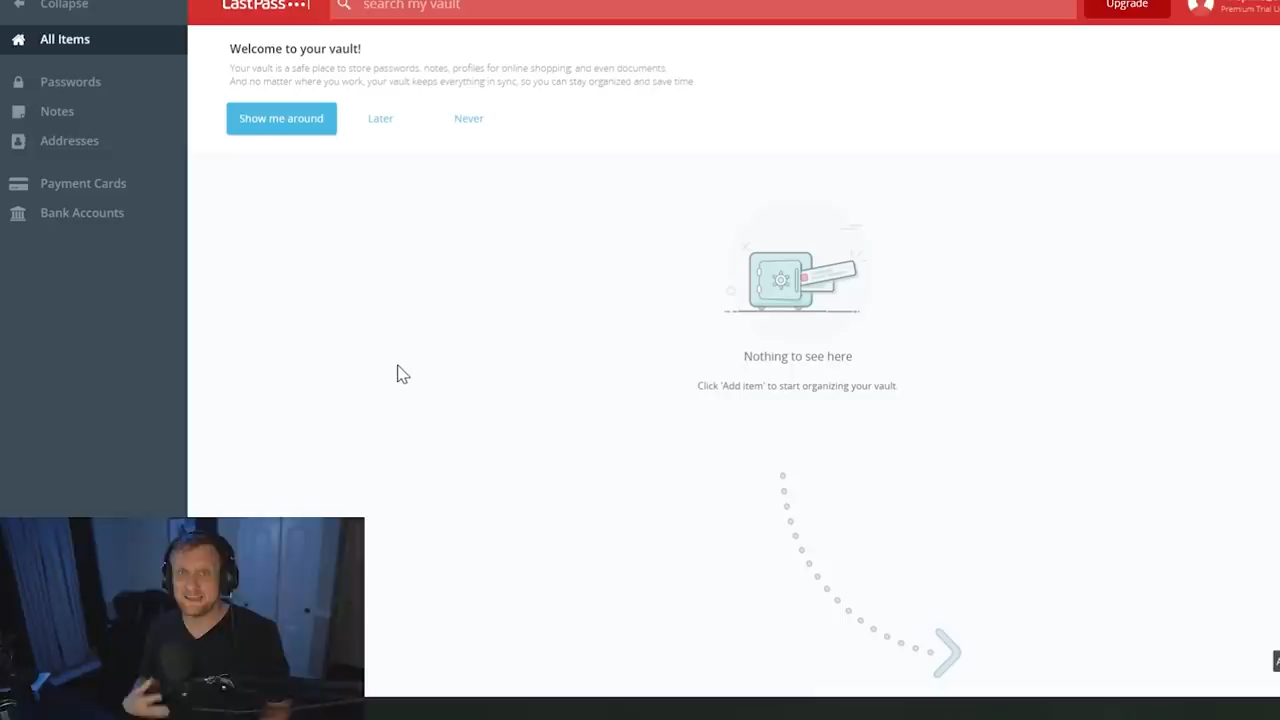 Collapse
LastPass
search my vault
Upgrade
Premium Trial
All Items
Passwords
Notes
Addresses
Payment Cards
Bank Accounts
Welcome to your vault!
Your vault is a safe place to store passwords, notes, profiles for online shopping, and even documents.
And no matter where you work, your vault keeps everything in sync, so you can stay organized and save time
Show me around
Later
Never
Nothing to see here
Click 'Add item' to start organizing your vault